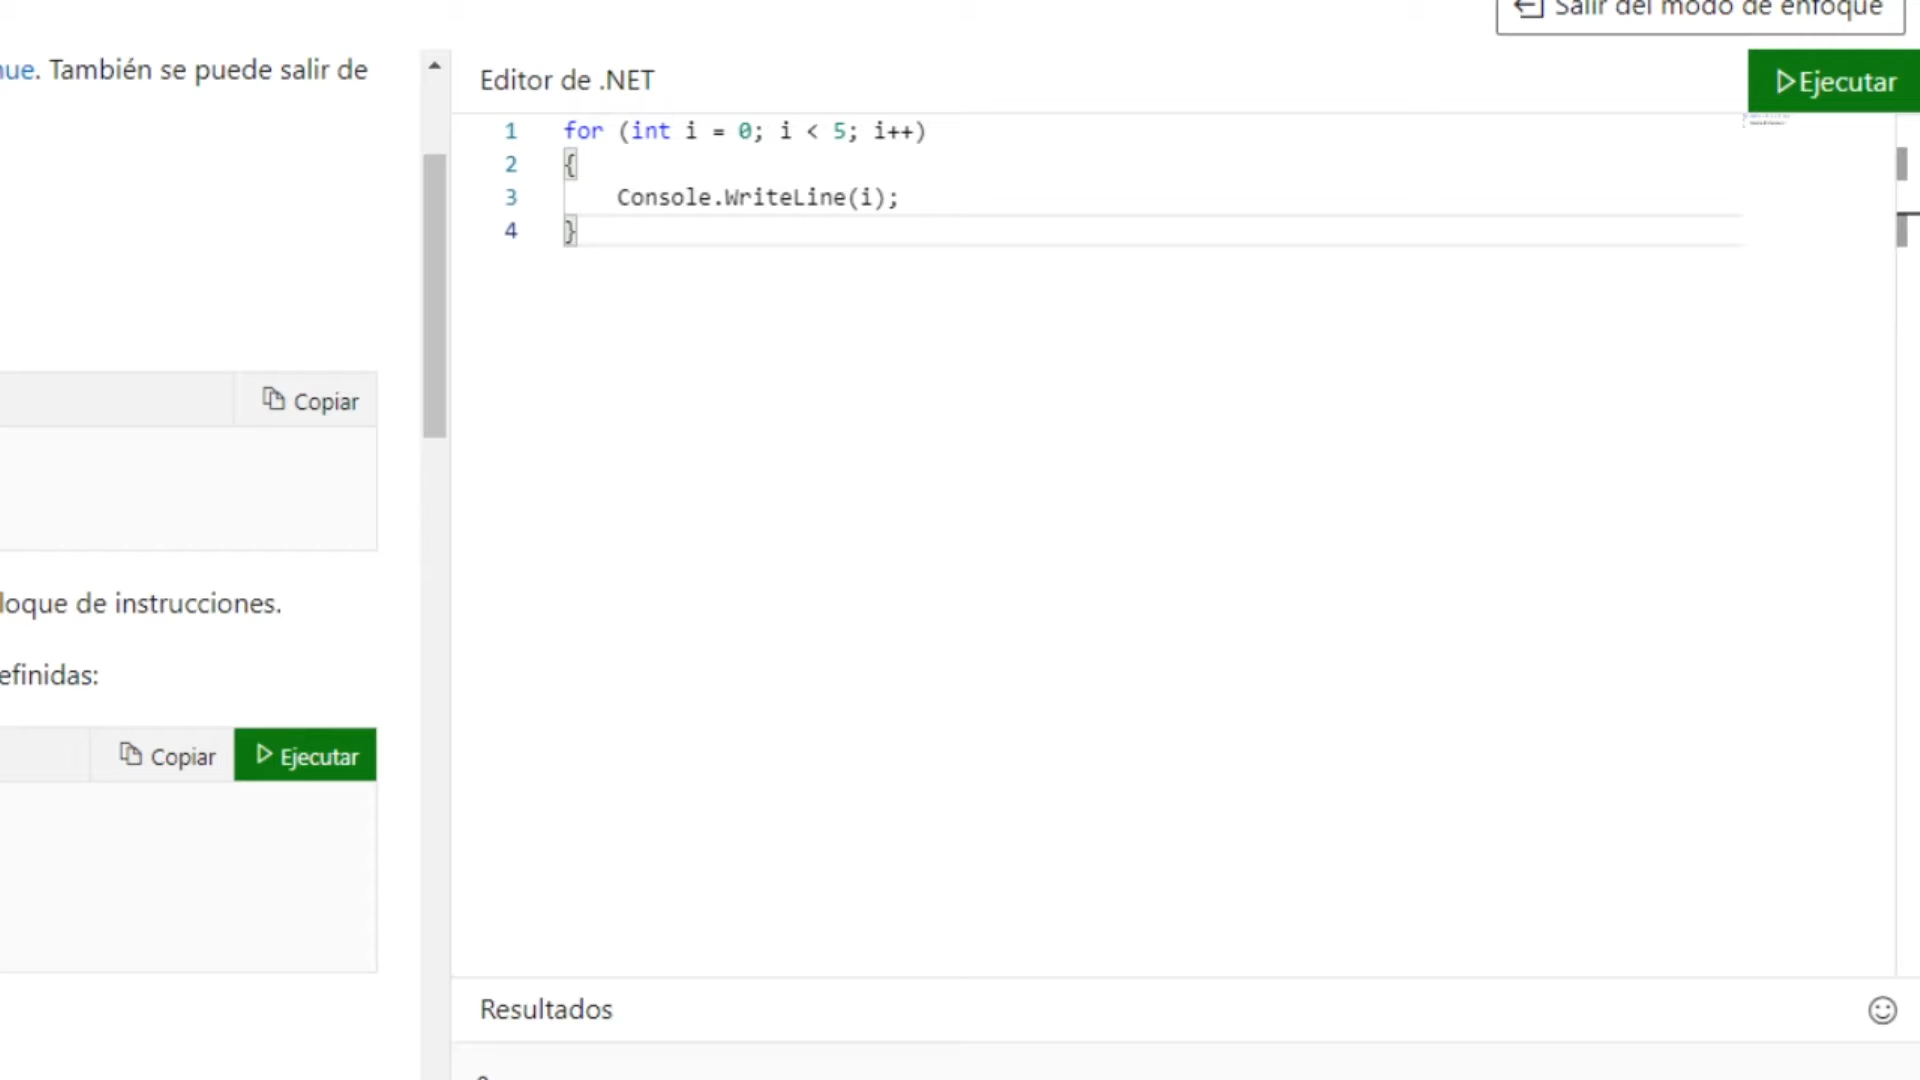 Salir del modo de enfoque
nue. También se puede salir de
Copiar
loque de instrucciones.
efinidas:
Copiar
Ejecutar
Editor de .NET
Ejecutar
1 for (int i = 0; i < 5; i++)
2 {
3 Console.WriteLine(i);
4 }
Resultados